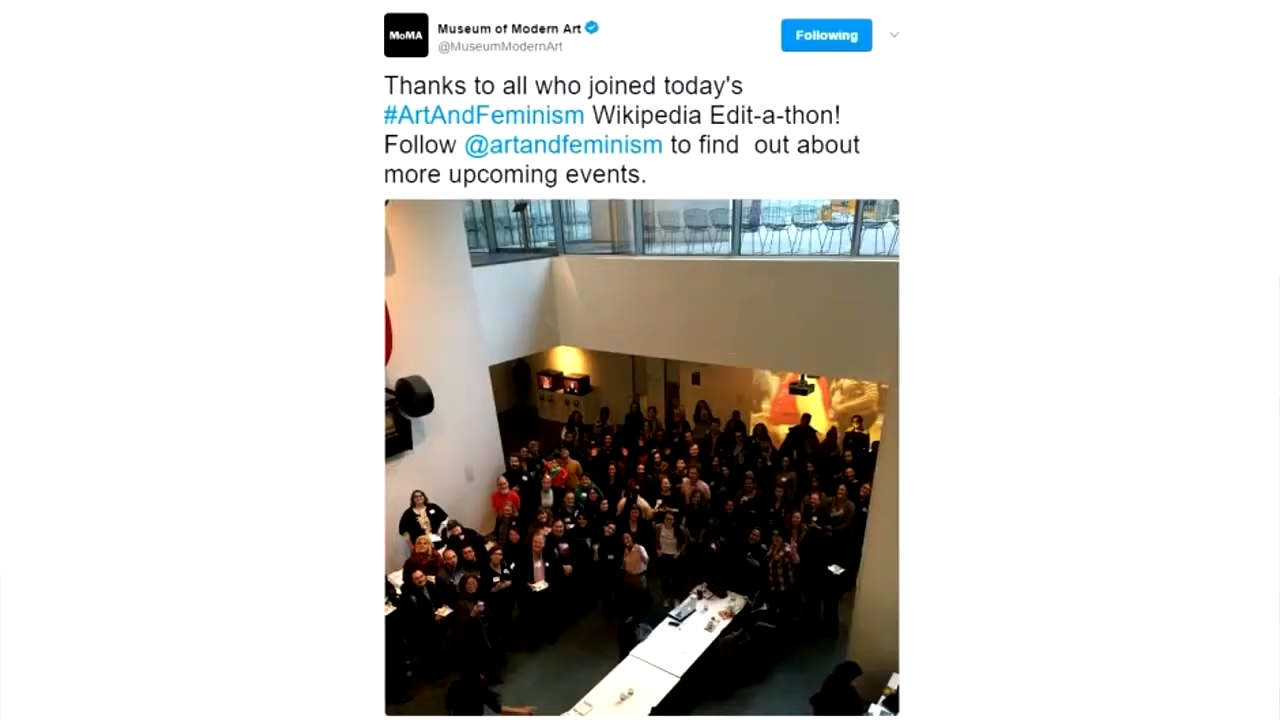 MoMA
Museum of Modern Art
@MuseumModernArt
Following
Thanks to all who joined today's
#ArtAndFeminism Wikipedia Edit-a-thon!
Follow @artandfeminism to find  out about
more upcoming events.